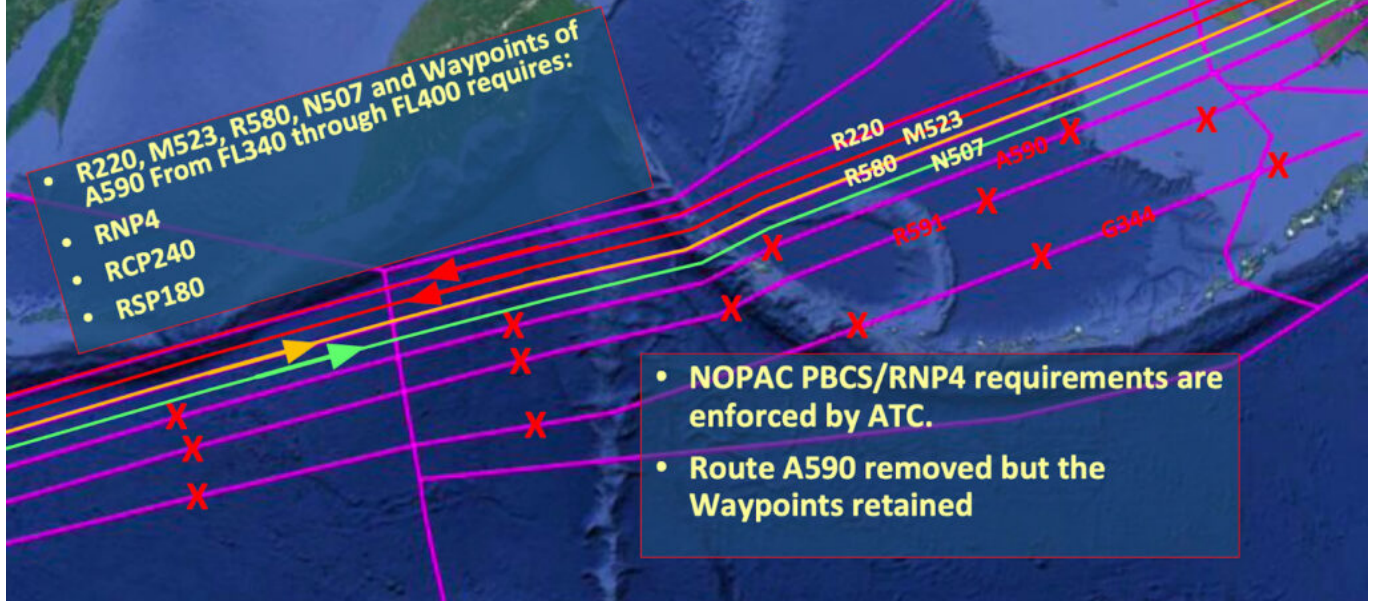 • R220, M523, R580, N507 and Waypoints of
A590 From FL340 through FL400 requires:
• RNP4
• RCP240
• RSP180
R220
M523
R580
N507
A590
R591
G344
X
X
X
X
X
X
X
X
X
X
X
X
X
X
• NOPAC PBCS/RNP4 requirements are
enforced by ATC.
• Route A590 removed but the
Waypoints retained